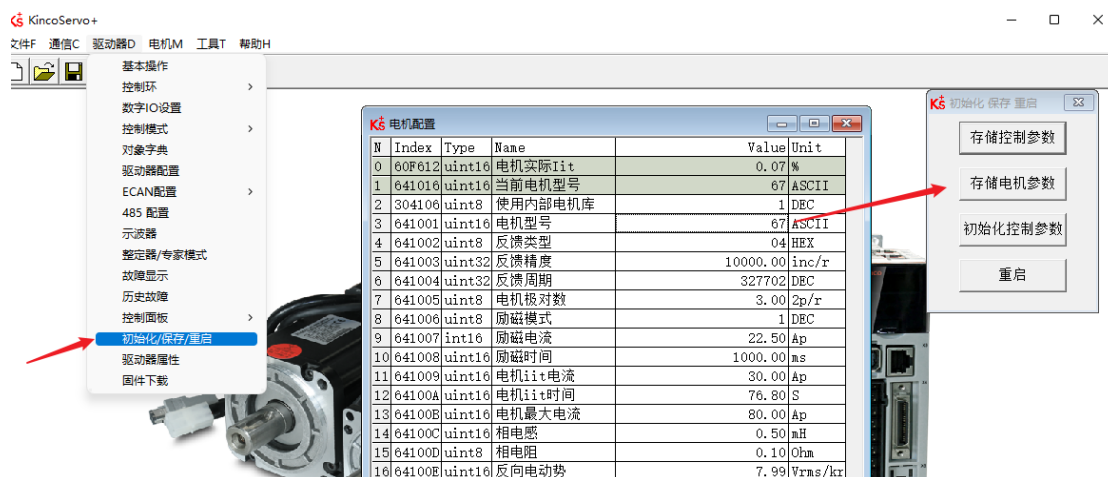 KincoServo+
文件F 通信C 驱动器D 电机M 工具T 帮助H
基本操作
控制环
数字IO设置
控制模式
对象字典
驱动器配置
ECAN配置
485 配置
示波器
整定器/专家模式
故障显示
历史故障
控制面板
初始化/保存/重启
驱动器属性
固件下载
电机配置
N Index Type Name Value Unit
0 60F612 uint16 电机实际Iit 0.07 %
1 641016 uint16 当前电机型号 67 ASCII
2 304106 uint8 使用内部电机库 1 DEC
3 641001 uint16 电机型号 67 ASCII
4 641002 uint8 反馈类型 04 HEX
5 641003 uint32 反馈精度 10000.00 inc/r
6 641004 uint32 反馈周期 327702 DEC
7 641005 uint8 电机极对数 3.00 2p/r
8 641006 uint8 励磁模式 1 DEC
9 641007 int16 励磁电流 22.50 Ap
10 641008 uint16 励磁时间 1000.00 ms
11 641009 uint16 电机iit电流 30.00 Ap
12 64100A uint16 电机iit时间 76.80 S
13 64100B uint16 电机最大电流 80.00 Ap
14 64100C uint16 相电感 0.50 mH
15 64100D uint8 相电阻 0.10 Ohm
16 64100E uint16 反向电动势 7.99 Vrms/kr
初始化 保存 重启
存储控制参数
存储电机参数
初始化控制参数
重启